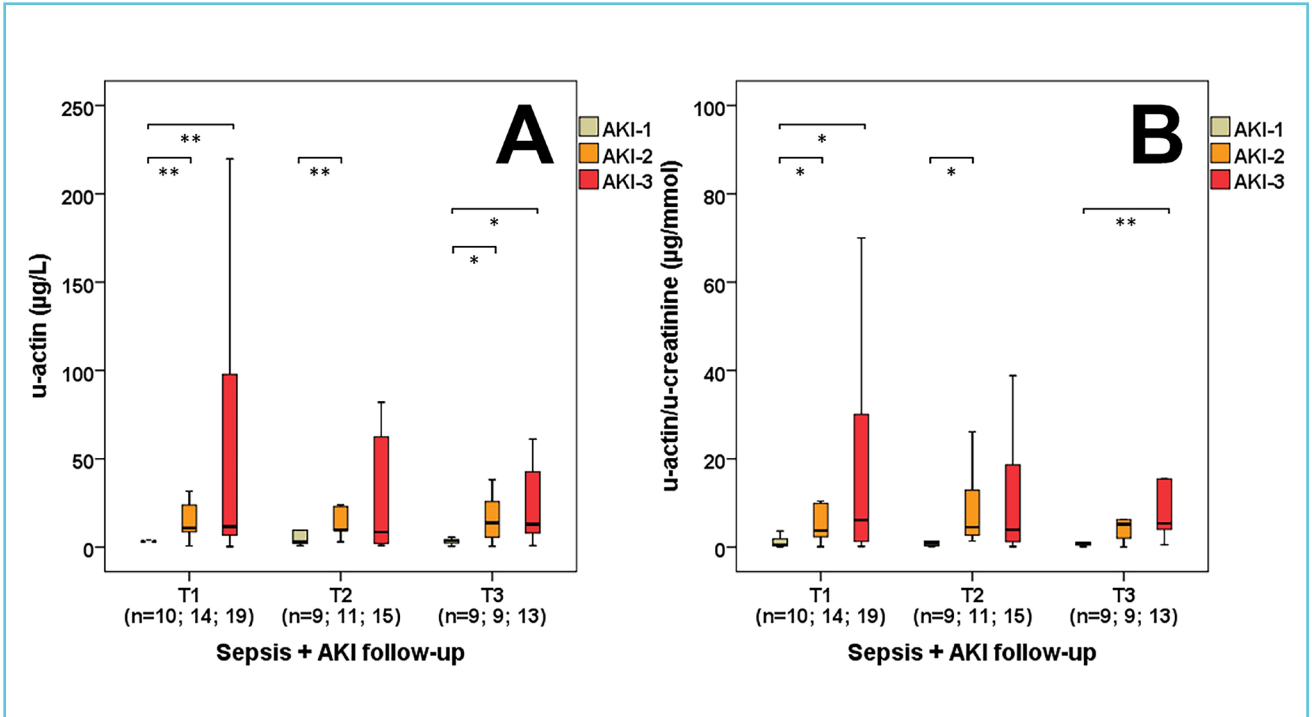 A
250
200
150
100
50
0
u-actin (µg/L)
**
**
**
*
*
AKI-1
AKI-2
AKI-3
T1
(n=10; 14; 19)
T2
(n=9; 11; 15)
T3
(n=9; 9; 13)
Sepsis + AKI follow-up
B
100
80
60
40
20
0
u-actin/u-creatinine (µg/mmol)
*
*
*
**
AKI-1
AKI-2
AKI-3
T1
(n=10; 14; 19)
T2
(n=9; 11; 15)
T3
(n=9; 9; 13)
Sepsis + AKI follow-up